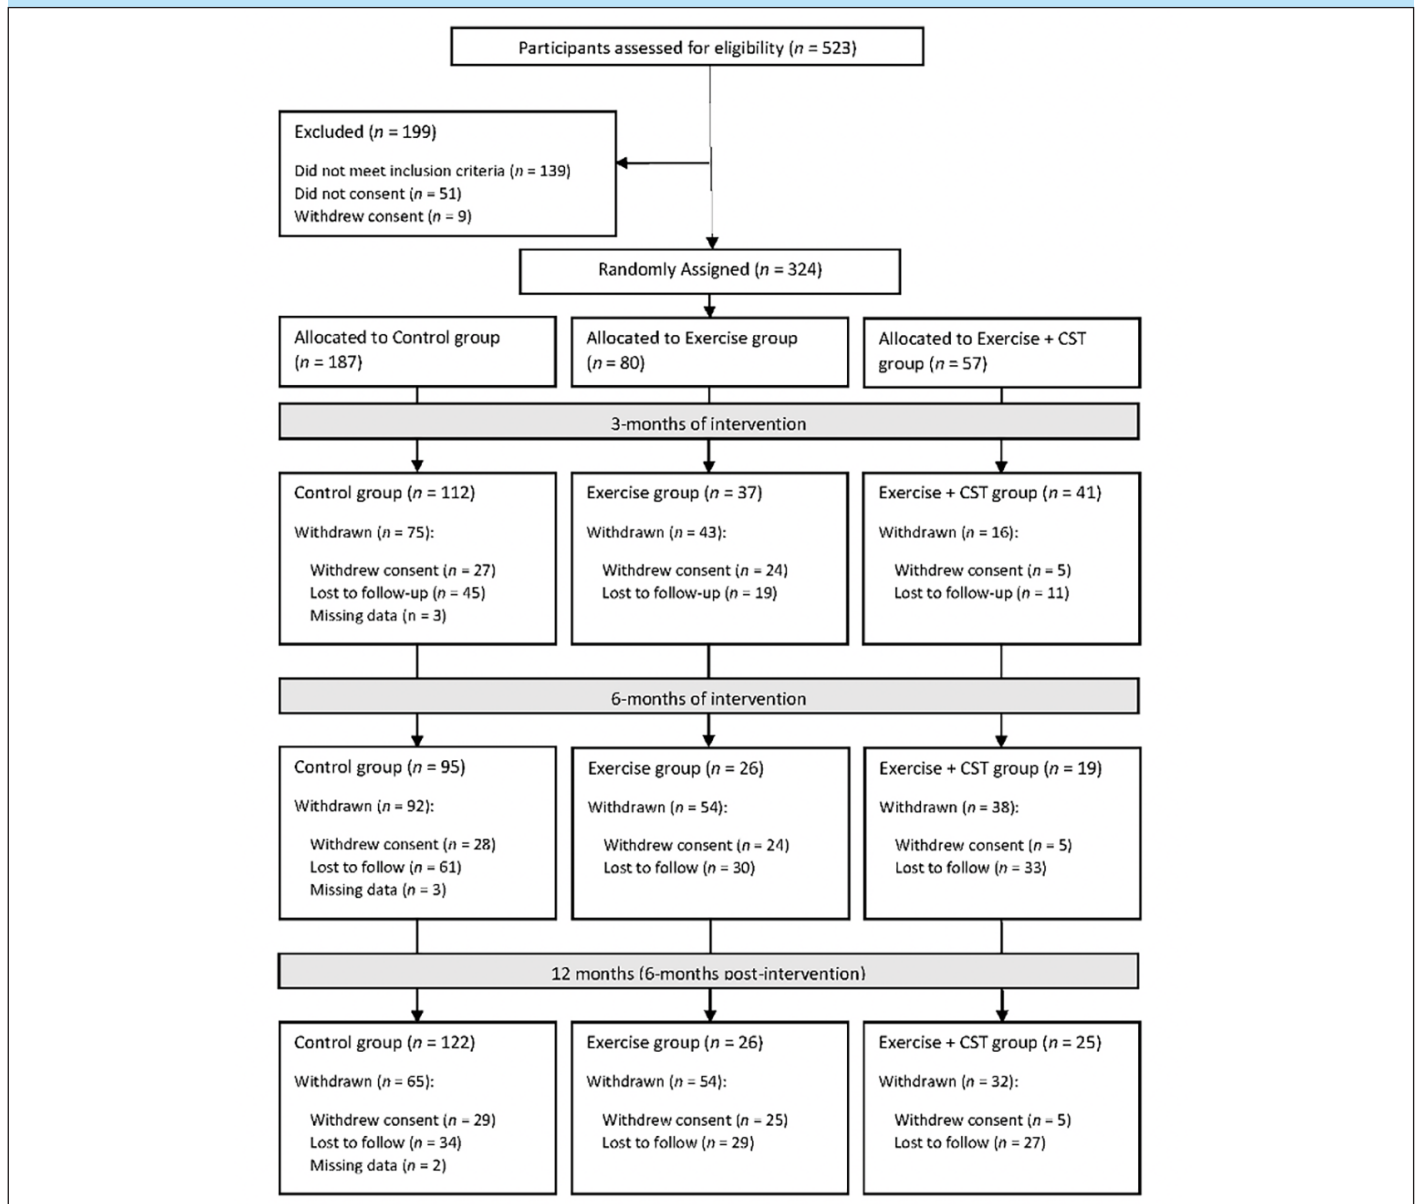 Participants assessed for eligibility (n = 523)
Excluded (n = 199)
Did not meet inclusion criteria (n = 139)
Did not consent (n = 51)
Withdrew consent (n = 9)
Randomly Assigned (n = 324)
Allocated to Control group
(n = 187)
Allocated to Exercise group
(n = 80)
Allocated to Exercise + CST
group (n = 57)
3-months of intervention
Control group (n = 112)
Withdrawn (n = 75):
Withdrew consent (n = 27)
Lost to follow-up (n = 45)
Missing data (n = 3)
Exercise group (n = 37)
Withdrawn (n = 43):
Withdrew consent (n = 24)
Lost to follow-up (n = 19)
Exercise + CST group (n = 41)
Withdrawn (n = 16):
Withdrew consent (n = 5)
Lost to follow-up (n = 11)
6-months of intervention
Control group (n = 95)
Withdrawn (n = 92):
Withdrew consent (n = 28)
Lost to follow (n = 61)
Missing data (n = 3)
Exercise group (n = 26)
Withdrawn (n = 54):
Withdrew consent (n = 24)
Lost to follow (n = 30)
Exercise + CST group (n = 19)
Withdrawn (n = 38):
Withdrew consent (n = 5)
Lost to follow (n = 33)
12 months (6-months post-intervention)
Control group (n = 122)
Withdrawn (n = 65):
Withdrew consent (n = 29)
Lost to follow (n = 34)
Missing data (n = 2)
Exercise group (n = 26)
Withdrawn (n = 54):
Withdrew consent (n = 25)
Lost to follow (n = 29)
Exercise + CST group (n = 25)
Withdrawn (n = 32):
Withdrew consent (n = 5)
Lost to follow (n = 27)